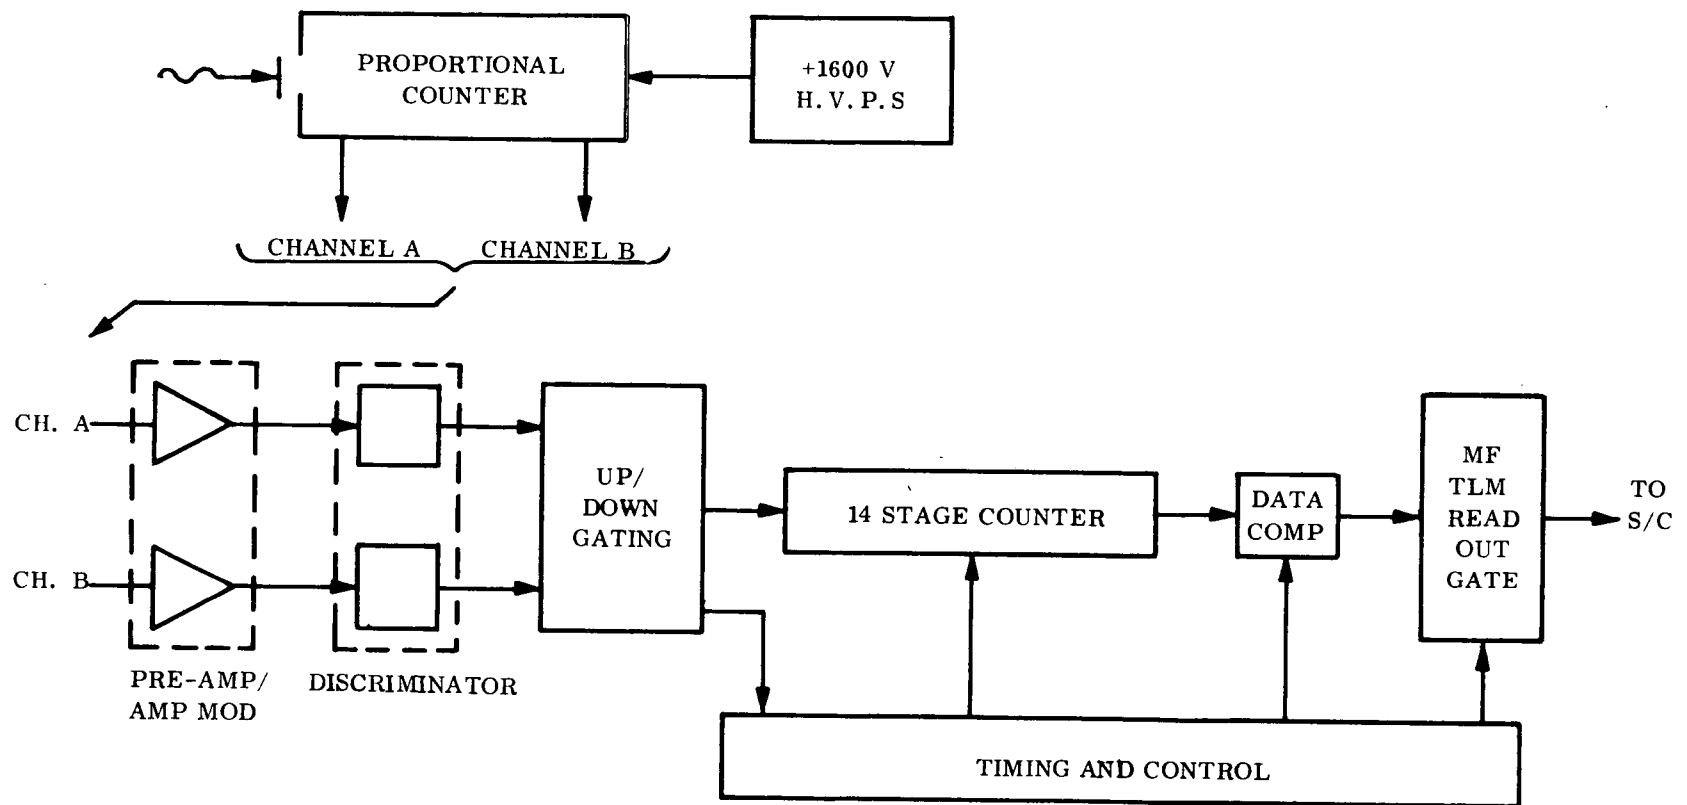 PROPORTIONAL
COUNTER
+1600 V
H. V. P. S
CHANNEL A
CHANNEL B
CH. A
CH. B
PRE-AMP/
AMP MOD
DISCRIMINATOR
UP/
DOWN
GATING
14 STAGE COUNTER
DATA
COMP
MF
TLM
READ
OUT
GATE
TO
S/C
TIMING AND CONTROL